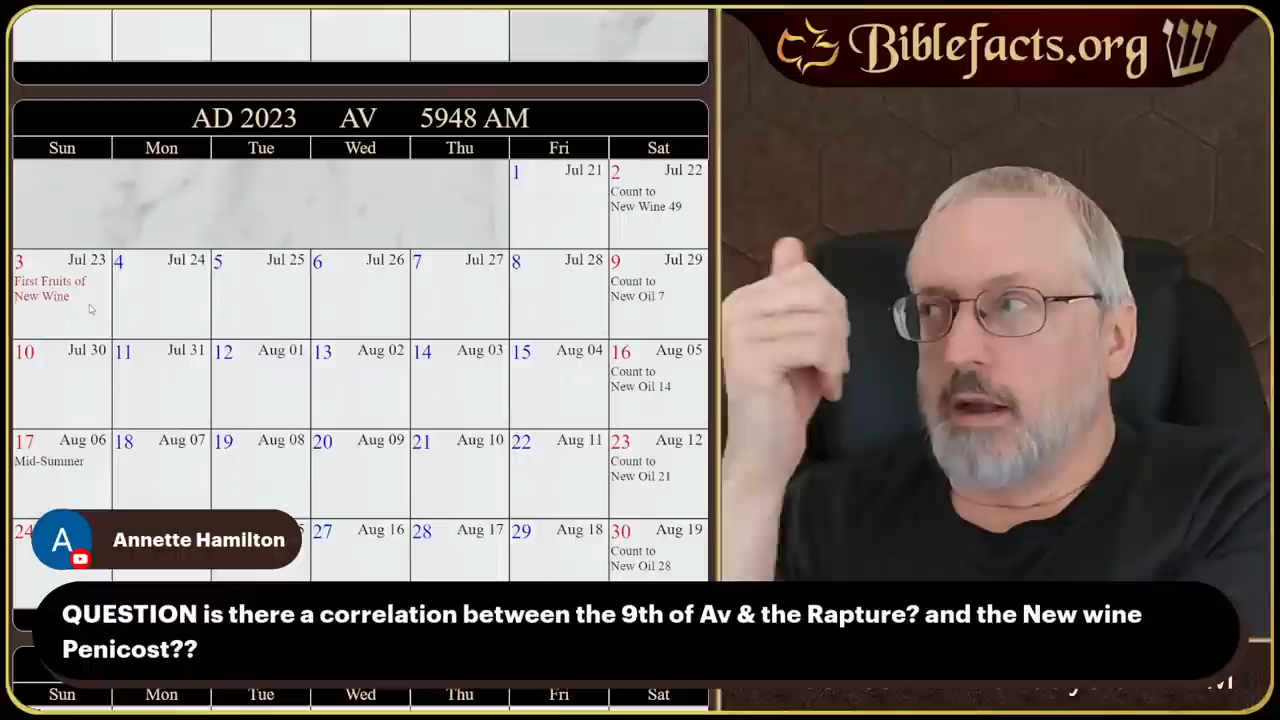 Biblefacts.org
AD 2023 AV 5948 AM
Sun Mon Tue Wed Thu Fri Sat
1 Jul 21 2 Jul 22
Count to
New Wine 49
3 Jul 23 4 Jul 24 5 Jul 25 6 Jul 26 7 Jul 27 8 Jul 28 9 Jul 29
First Fruits of Count to
New Wine New Oil 7
10 Jul 30 11 Jul 31 12 Aug 01 13 Aug 02 14 Aug 03 15 Aug 04 16 Aug 05
Count to
New Oil 14
17 Aug 06 18 Aug 07 19 Aug 08 20 Aug 09 21 Aug 10 22 Aug 11 23 Aug 12
Mid-Summer Count to
New Oil 21
24 27 Aug 16 28 Aug 17 29 Aug 18 30 Aug 19
Count to
New Oil 28
A Annette Hamilton
QUESTION is there a correlation between the 9th of Av & the Rapture? and the New wine
Penicost??
Sun Mon Tue Wed Thu Fri Sat